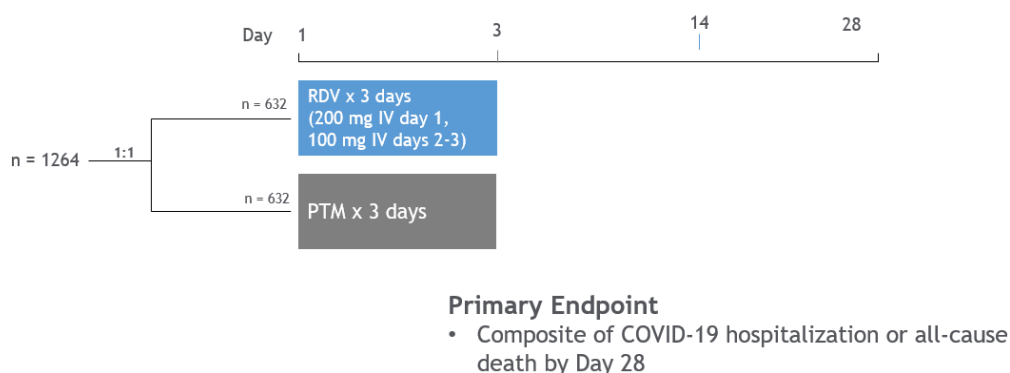 Day 1 3 14 28
n = 632
RDV x 3 days
(200 mg IV day 1,
100 mg IV days 2-3)
n = 1264
1:1
n = 632
PTM x 3 days
Primary Endpoint
• Composite of COVID-19 hospitalization or all-cause
death by Day 28